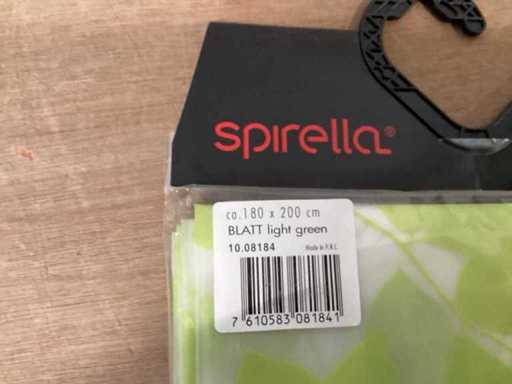 spirella®
ca.180 x 200 cm
BLATT light green
10.08184 Made in P.R.C.
7 610583 081841